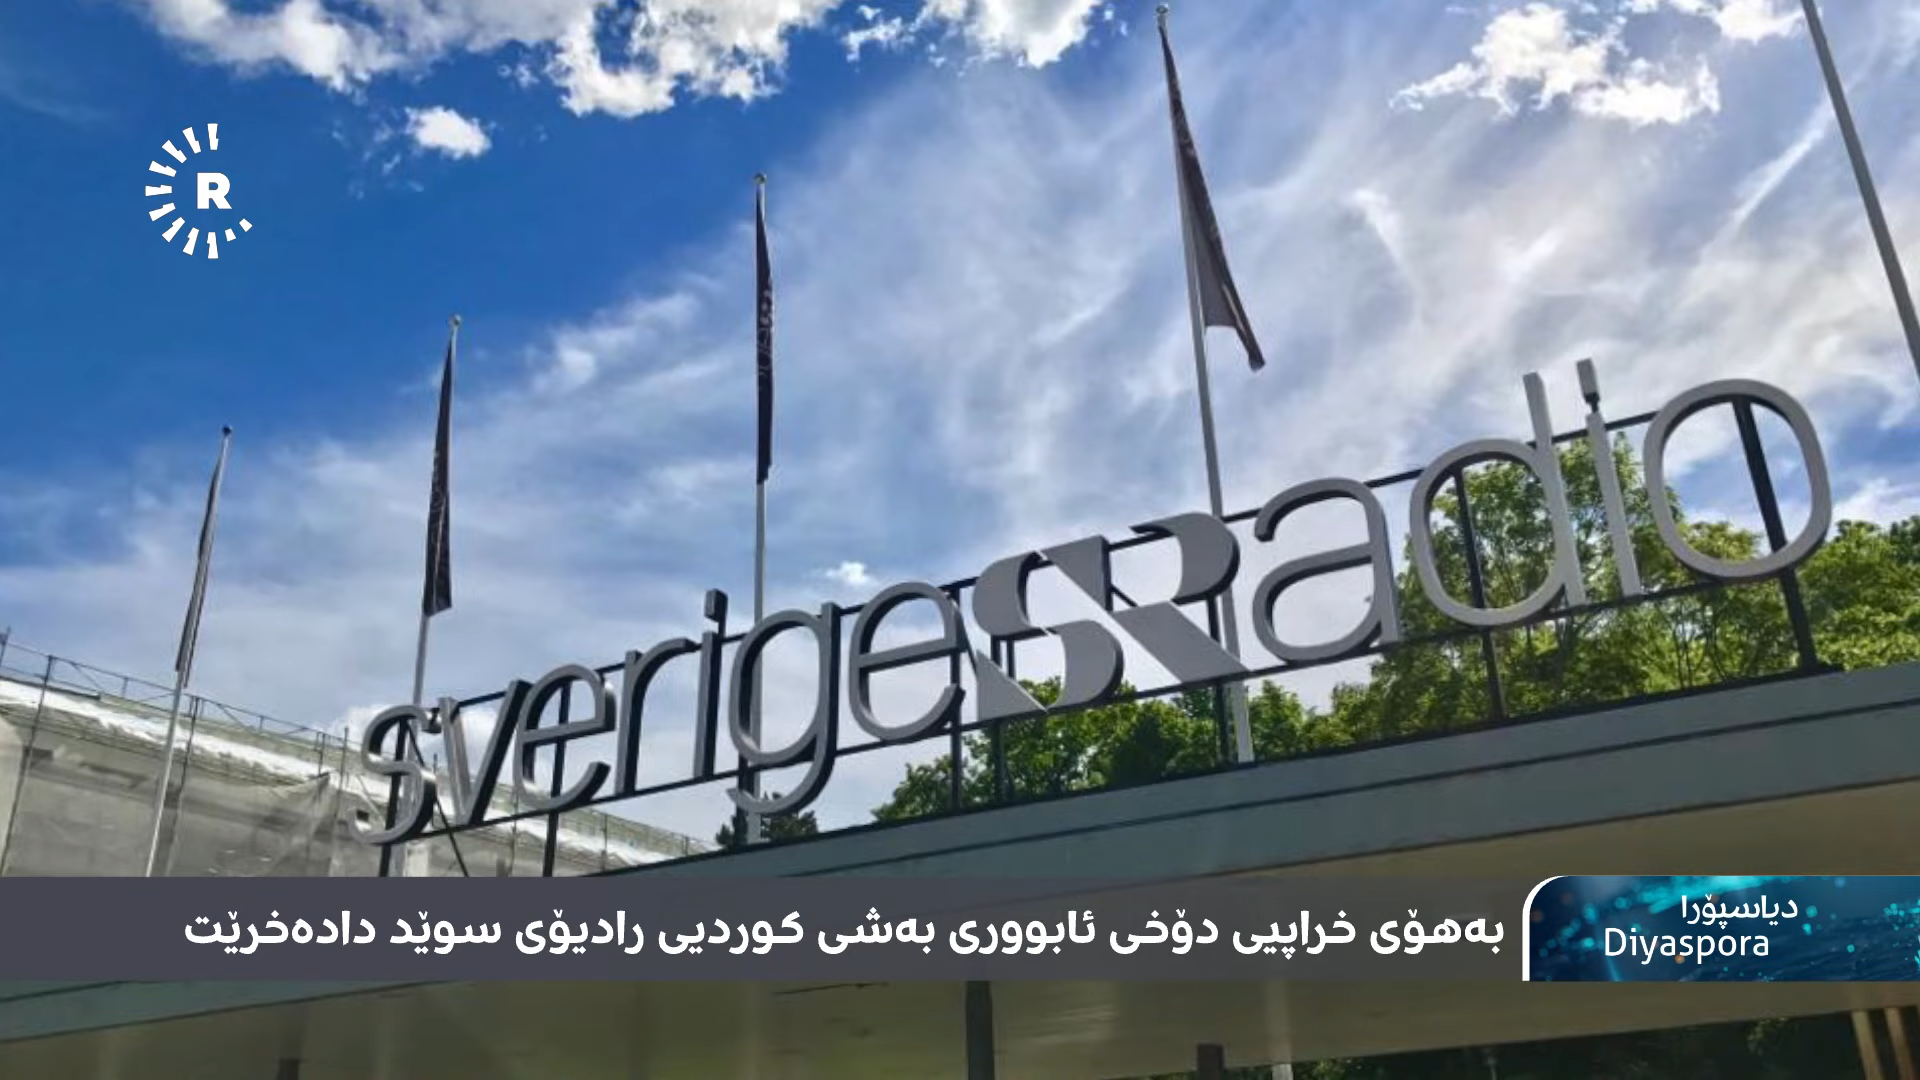 R
sverigeSRadio
بەهۆی خراپیی دۆخی ئابووری بەشی کوردیی رادیۆی سوێد دادەخرێت
دیاسپۆرا
Diyaspora